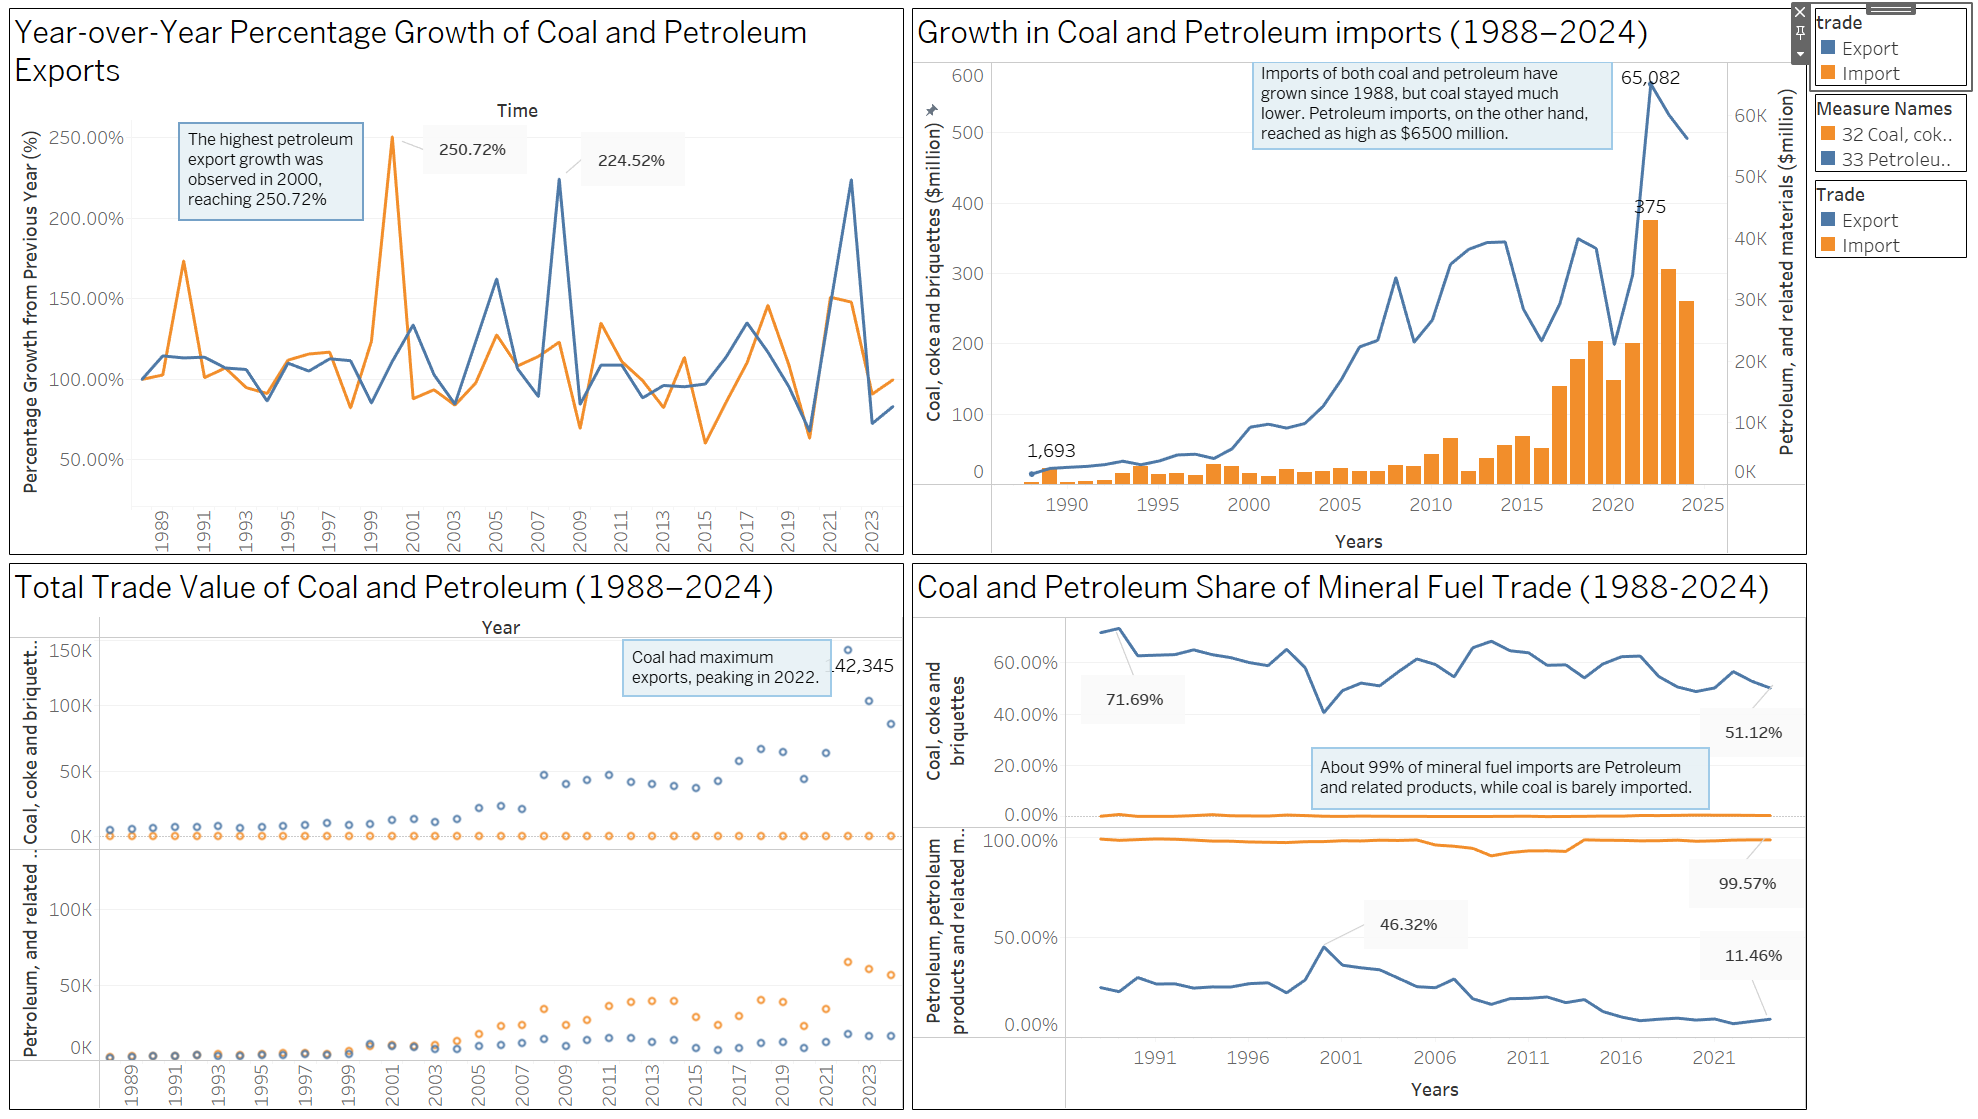 Year-over-Year Percentage Growth of Coal and Petroleum
Exports
Time
Percentage Growth from Previous Year (%)
250.00%
200.00%
150.00%
100.00%
50.00%
The highest petroleum
export growth was
observed in 2000,
reaching 250.72%
250.72%
224.52%
1989
1991
1993
1995
1997
1999
2001
2003
2005
2007
2009
2011
2013
2015
2017
2019
2021
2023
Growth in Coal and Petroleum imports (1988–2024)
Coal, coke and briquettes ($million)
600
500
400
300
200
100
0
Imports of both coal and petroleum have
grown since 1988, but coal stayed much
lower. Petroleum imports, on the other hand,
reached as high as $6500 million.
65,082
375
1,693
60K
50K
40K
30K
20K
10K
0K
Petroleum, and related materials ($million)
1990
1995
2000
2005
2010
2015
2020
2025
Years
trade
Export
Import
Measure Names
32 Coal, cok..
33 Petroleu..
Trade
Export
Import
Total Trade Value of Coal and Petroleum (1988–2024)
Year
Coal, coke and briquett..
150K
100K
50K
0K
Coal had maximum
exports, peaking in 2022.
142,345
Petroleum, and related ..
100K
50K
0K
1989
1991
1993
1995
1997
1999
2001
2003
2005
2007
2009
2011
2013
2015
2017
2019
2021
2023
Coal and Petroleum Share of Mineral Fuel Trade (1988-2024)
Coal, coke and
briquettes
60.00%
40.00%
20.00%
0.00%
71.69%
51.12%
About 99% of mineral fuel imports are Petroleum
and related products, while coal is barely imported.
Petroleum, petroleum
products and related m..
100.00%
50.00%
0.00%
99.57%
46.32%
11.46%
1991
1996
2001
2006
2011
2016
2021
Years